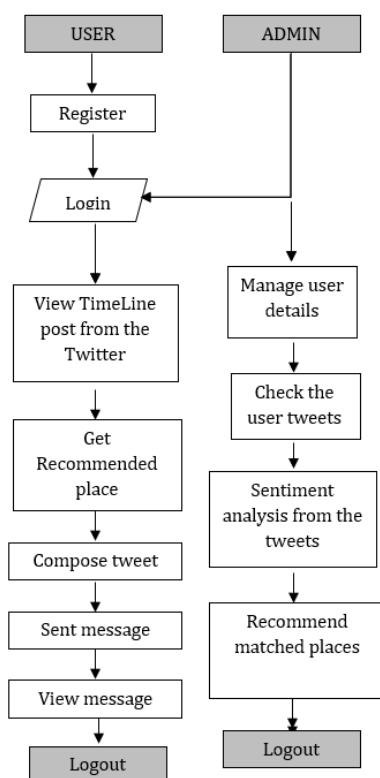 USER
Register
Login
View TimeLine
post from the
Twitter
Get
Recommended
place
Compose tweet
Sent message
View message
Logout
ADMIN
Manage user
details
Check the
user tweets
Sentiment
analysis from the
tweets
Recommend
matched places
Logout